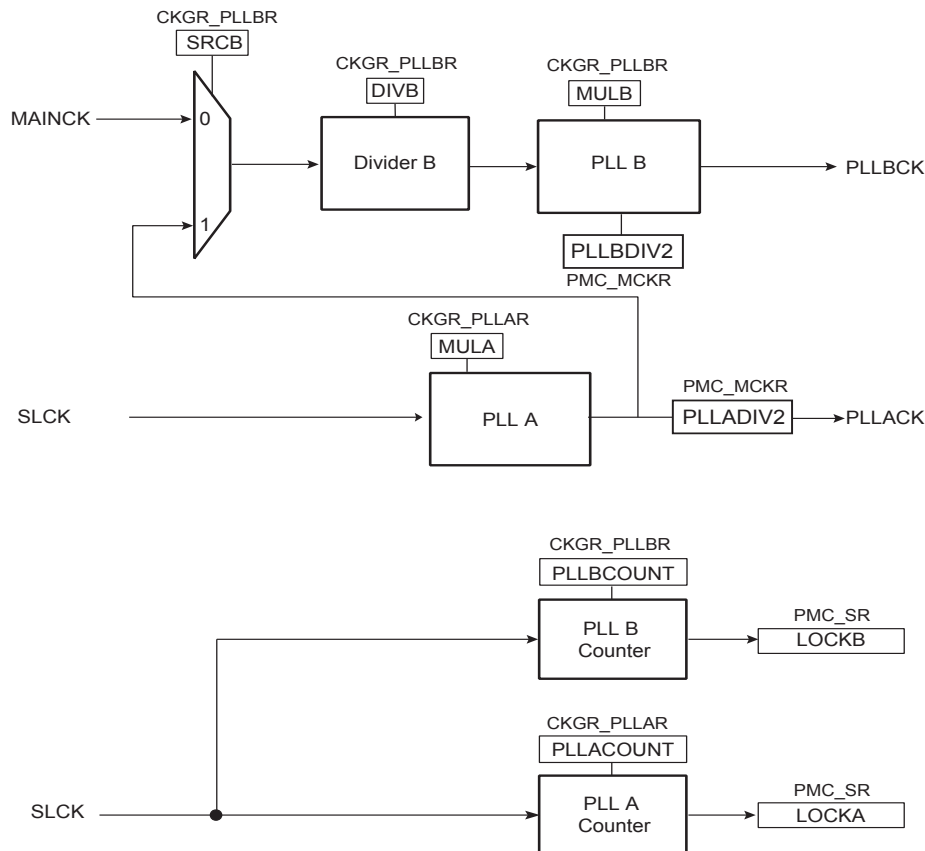 CKGR_PLLBR
SRCB
MAINCK
0
1
CKGR_PLLBR
DIVB
Divider B
CKGR_PLLBR
MULB
PLL B
PLLBCK
PLLBDIV2
PMC_MCKR
CKGR_PLLAR
MULA
SLCK
PLL A
PMC_MCKR
PLLADIV2
PLLACK
CKGR_PLLBR
PLLBCOUNT
PLL B
Counter
PMC_SR
LOCKB
CKGR_PLLAR
PLLACOUNT
SLCK
PLL A
Counter
PMC_SR
LOCKA